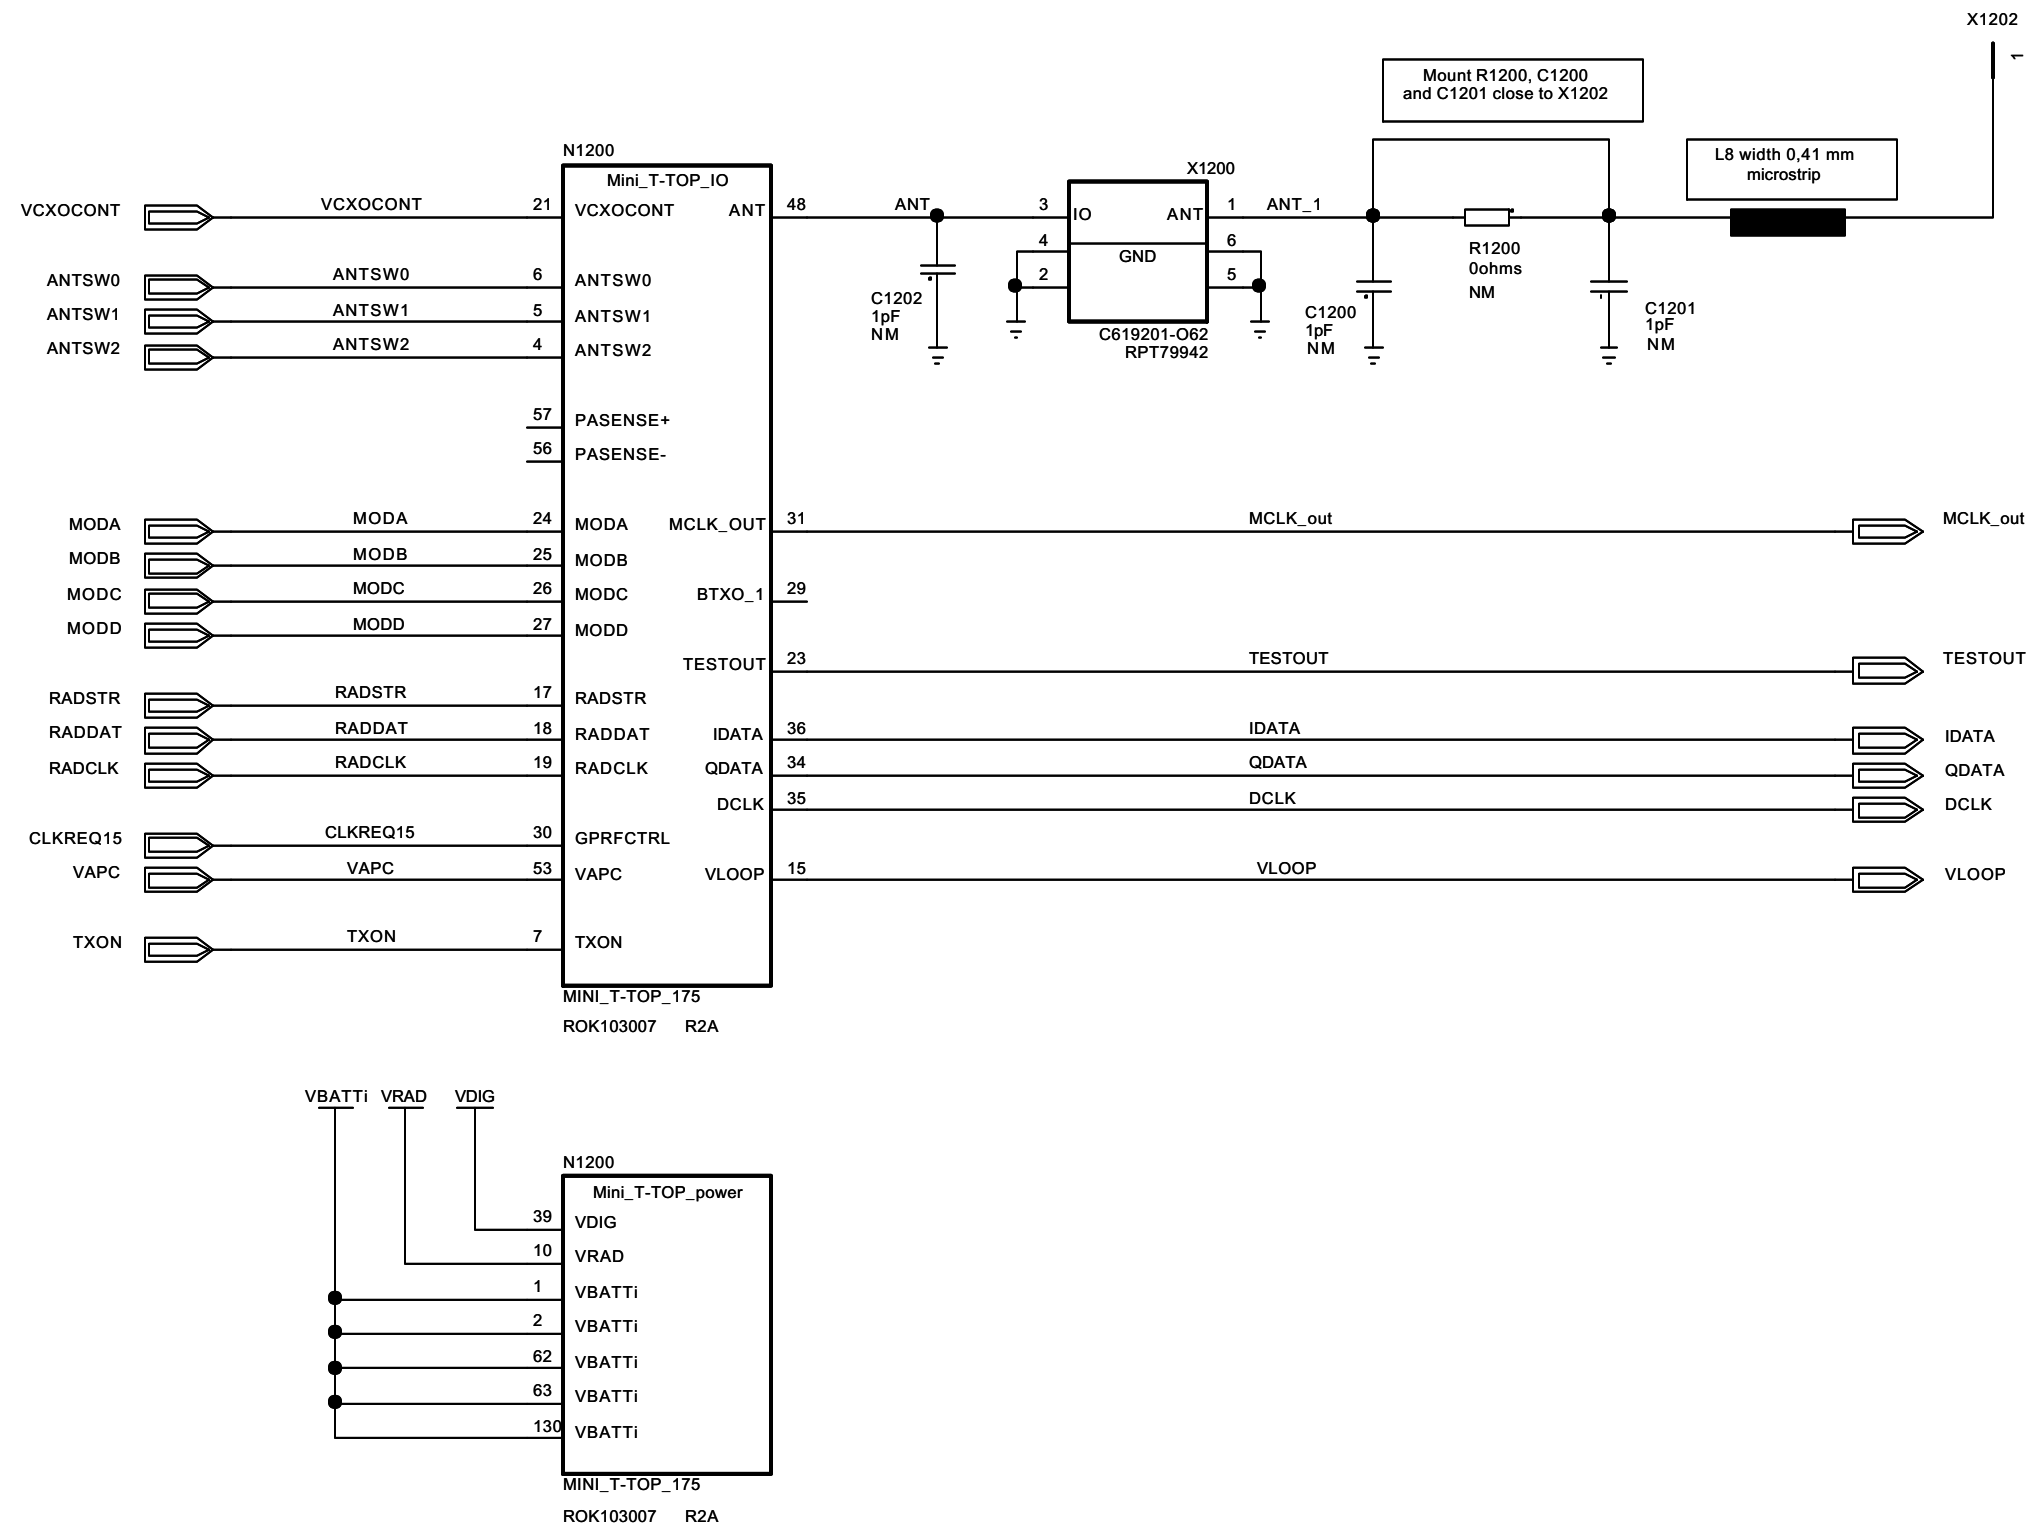 X1202
1
Mount R1200, C1200
and C1201 close to X1202
L8 width 0,41 mm
microstrip
N1200
Mini_T-TOP_IO
X1200
VCXOCONT VCXOCONT 21 VCXOCONT ANT 48 ANT 3 IO ANT 1 ANT_1
4 GND 6
2 5
R1200
0ohms
NM
C1202
1pF
NM
C1200
1pF
NM
C1201
1pF
NM
C619201-O62
RPT79942
ANTSW0 ANTSW0 6 ANTSW0
ANTSW1 ANTSW1 5 ANTSW1
ANTSW2 ANTSW2 4 ANTSW2
57 PASENSE+
56 PASENSE-
MODA MODA 24 MODA MCLK_OUT 31 MCLK_out MCLK_out
MODB MODB 25 MODB
MODC MODC 26 MODC BTXO_1 29
MODD MODD 27 MODD
TESTOUT 23 TESTOUT TESTOUT
RADSTR RADSTR 17 RADSTR
RADDAT RADDAT 18 RADDAT IDATA 36 IDATA IDATA
RADCLK RADCLK 19 RADCLK QDATA 34 QDATA QDATA
DCLK 35 DCLK DCLK
CLKREQ15 CLKREQ15 30 GPRFCTRL
VAPC VAPC 53 VAPC VLOOP 15 VLOOP VLOOP
TXON TXON 7 TXON
MINI_T-TOP_175
ROK103007 R2A
VBATTi VRAD VDIG
N1200
Mini_T-TOP_power
39 VDIG
10 VRAD
1 VBATTi
2 VBATTi
62 VBATTi
63 VBATTi
130 VBATTi
MINI_T-TOP_175
ROK103007 R2A